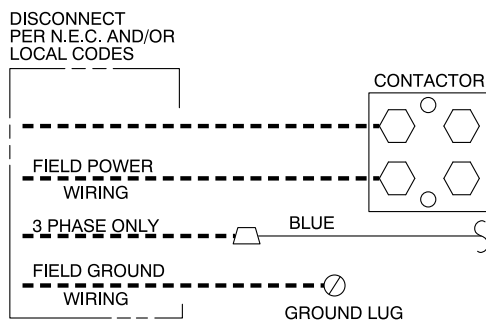 DISCONNECT
PER N.E.C. AND/OR
LOCAL CODES
CONTACTOR
FIELD POWER
WIRING
3 PHASE ONLY
BLUE
FIELD GROUND
WIRING
GROUND LUG